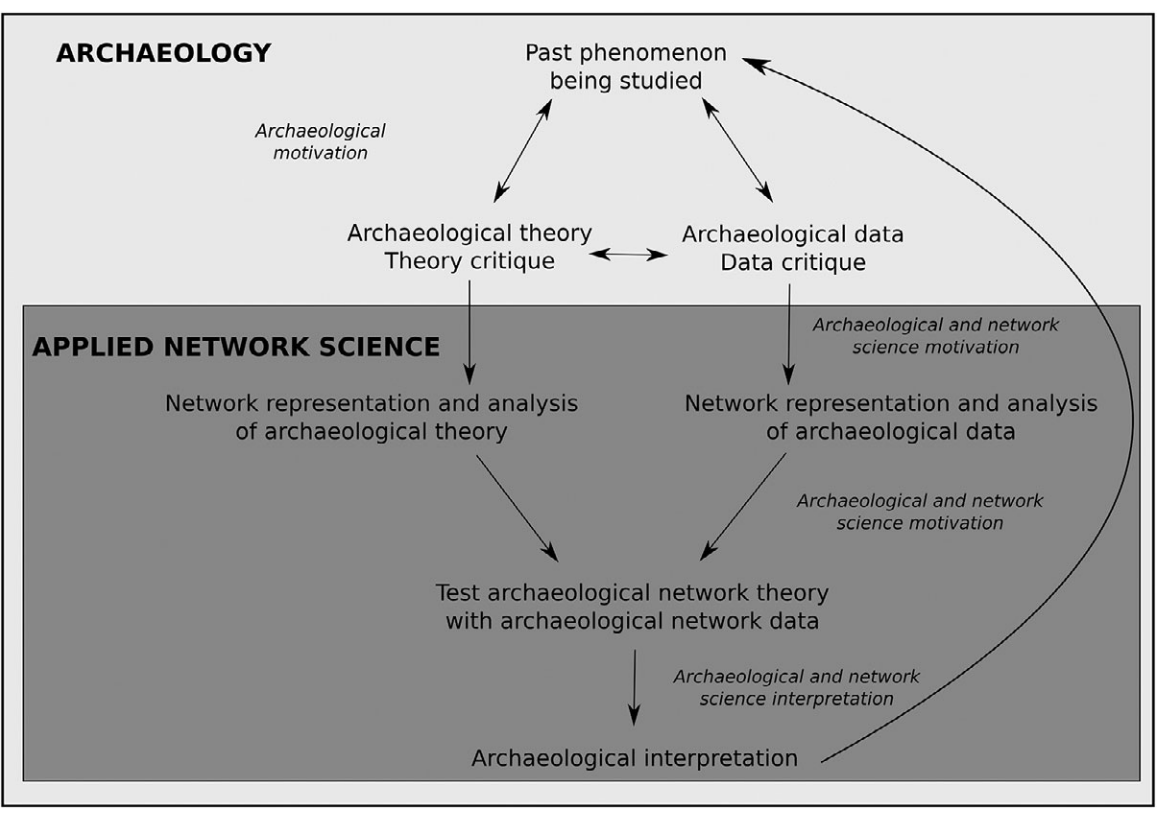 ARCHAEOLOGY
Past phenomenon
being studied
Archaeological
motivation
Archaeological theory
Theory critique
Archaeological data
Data critique
APPLIED NETWORK SCIENCE
Archaeological and network
science motivation
Network representation and analysis
of archaeological theory
Network representation and analysis
of archaeological data
Archaeological and network
science motivation
Test archaeological network theory
with archaeological network data
Archaeological and network
science interpretation
Archaeological interpretation